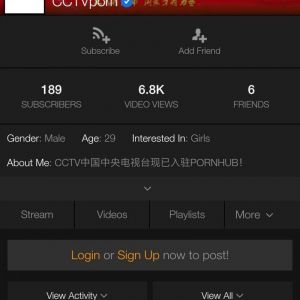 CCTVporn
Subscribe Add Friend
189 6.8K 6
SUBSCRIBERS VIDEO VIEWS FRIENDS
Gender: Male Age: 29 Interested In: Girls
About Me: CCTV中国中央电视台现已入驻PORNHUB!
Stream Videos Playlists More
Login or Sign Up now to post!
View Activity View All